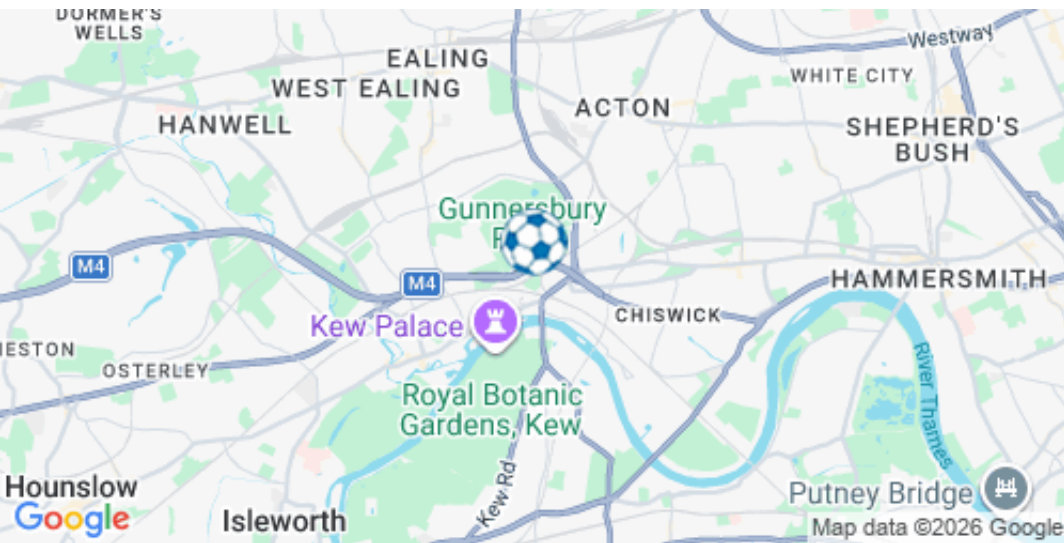 DORMER'S
WELLS
EALING
Westway
WEST EALING
WHITE CITY
ACTON
HANWELL
SHEPHERD'S
BUSH
Gunnersbury
M4
M4
HAMMERSMITH
Kew Palace
CHISWICK
HESTON
OSTERLEY
River Thames
Royal Botanic
Gardens, Kew
Kew Rd
Hounslow
Putney Bridge
Google
Isleworth
Map data ©2026 Google